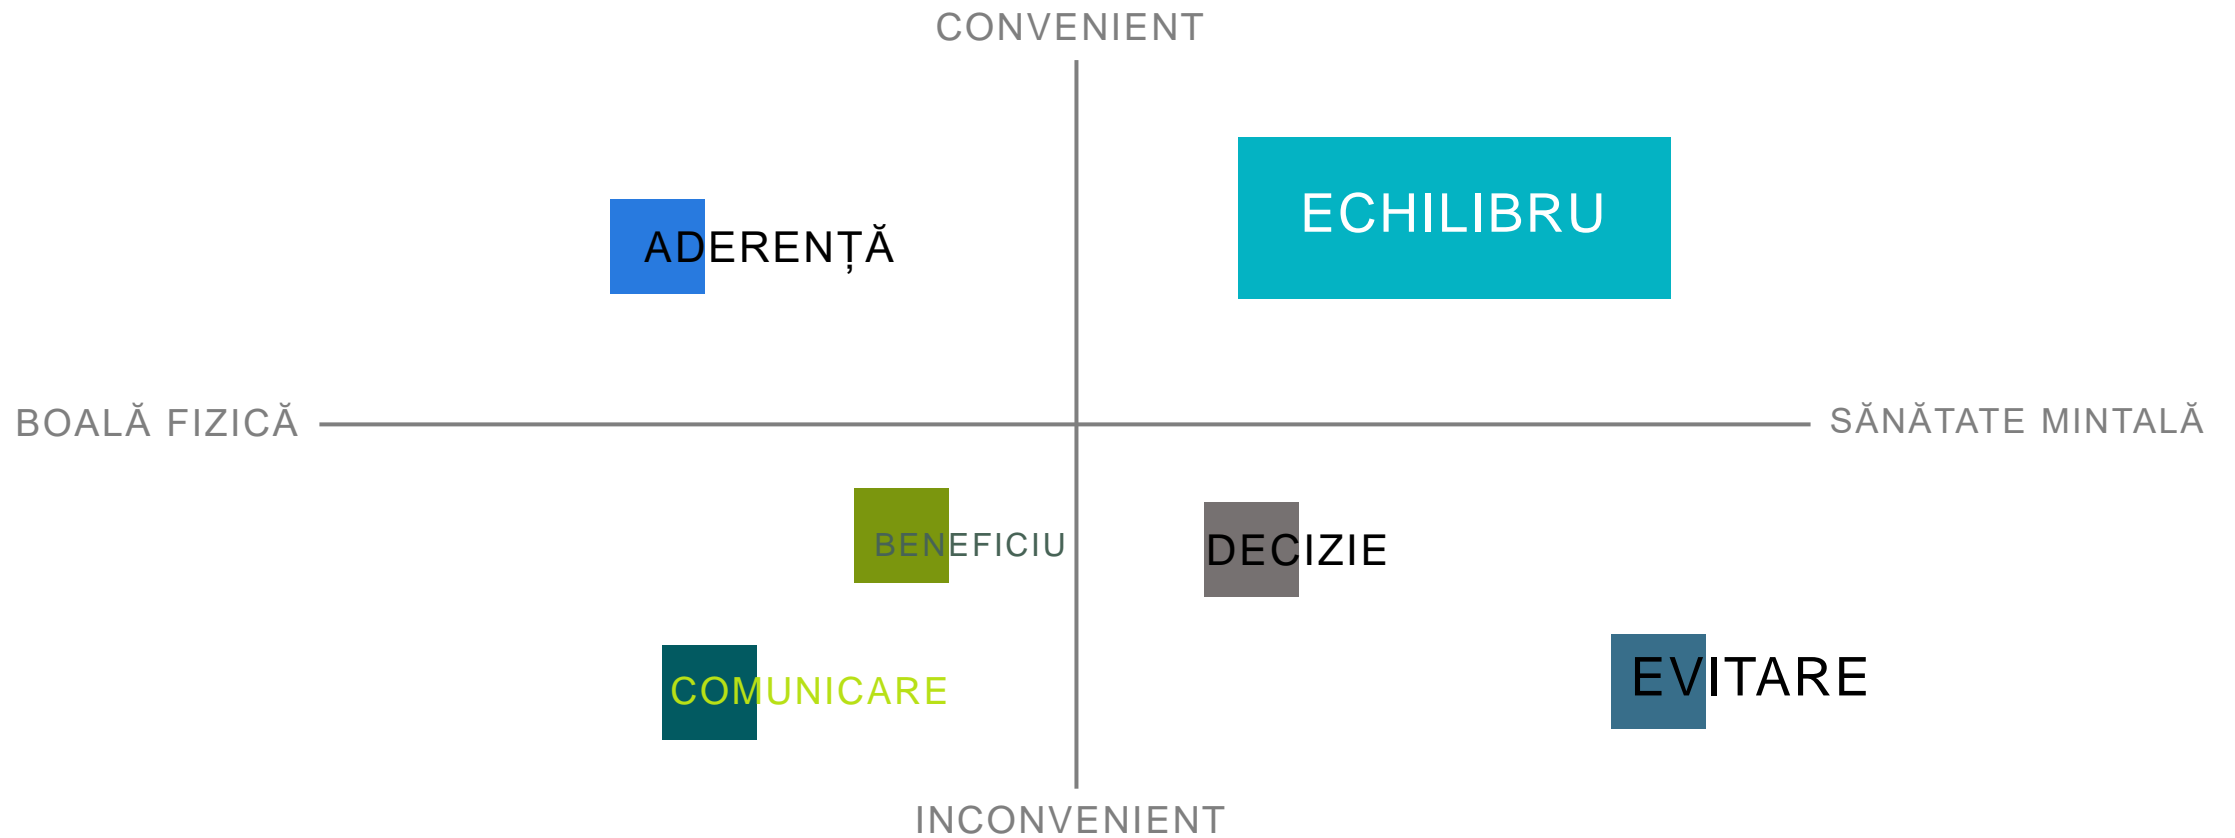 CONVENIENT
ECHILIBRU
ADERENȚĂ
BOALĂ FIZICĂ
SĂNĂTATE MINTALĂ
BENEFICIU
DECIZIE
EVITARE
COMUNICARE
INCONVENIENT